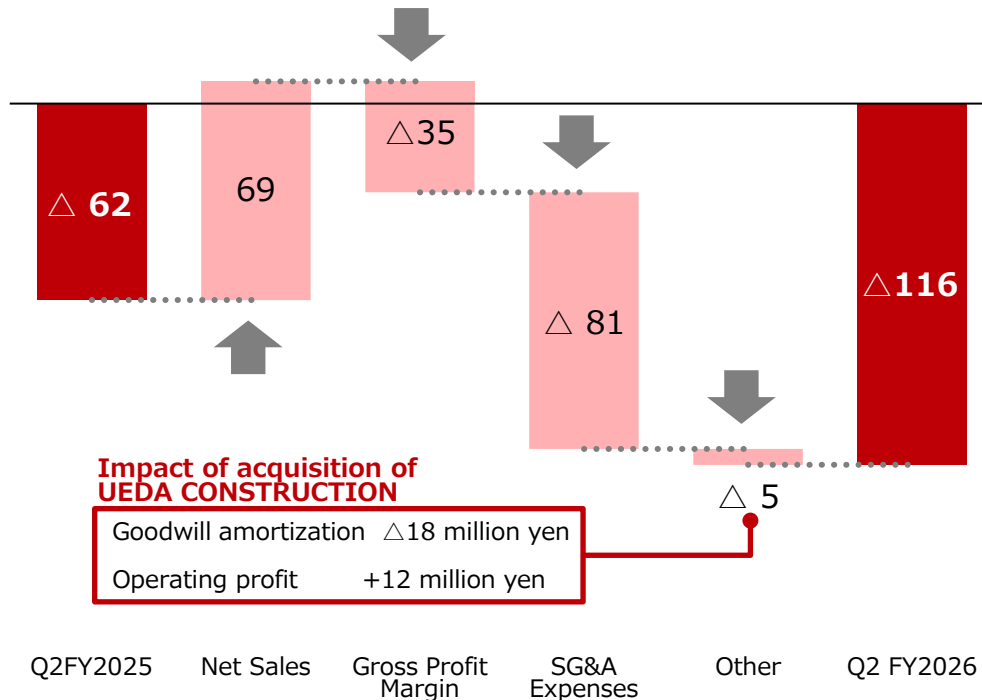 △ 62
69
△35
△ 81
△ 5
△116
Impact of acquisition of
UEDA CONSTRUCTION
Goodwill amortization △18 million yen
Operating profit +12 million yen
Q2FY2025
Net Sales
Gross Profit
Margin
SG&A
Expenses
Other
Q2 FY2026